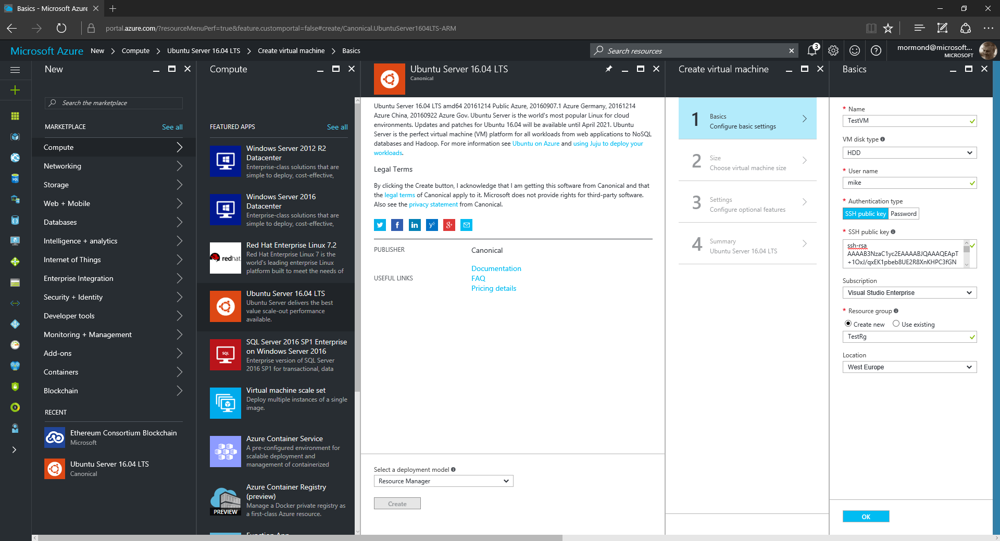 Basics - Microsoft Azure
portal.azure.com/?resourceMenuPerf=true&feature.customportal=false#create/Canonical.UbuntuServer1604LTS-ARM
Microsoft Azure New > Compute > Ubuntu Server 16.04 LTS > Create virtual machine > Basics
Search resources
3
mormond@microsoft...
MICROSOFT
New
Search the marketplace
MARKETPLACE See all
Compute
Networking
Storage
Web + Mobile
Databases
Intelligence + analytics
Internet of Things
Enterprise Integration
Security + Identity
Developer tools
Monitoring + Management
Add-ons
Containers
Blockchain
RECENT
Ethereum Consortium Blockchain
Microsoft
Ubuntu Server 16.04 LTS
Canonical
Compute
FEATURED APPS See all
Windows Server 2012 R2
Datacenter
Enterprise-class solutions that are
simple to deploy, cost-effective,
Windows Server 2016
Datacenter
Enterprise-class solutions that are
simple to deploy, cost-effective,
redhat
Red Hat Enterprise Linux 7.2
Red Hat Enterprise Linux 7 is the
world's leading enterprise Linux
platform built to meet the needs of
Ubuntu Server 16.04 LTS
Ubuntu Server delivers the best
value scale-out performance
available.
SQL
SQL Server 2016 SP1 Enterprise
on Windows Server 2016
Enterprise version of SQL Server
2016 SP1 for transactional, data
Virtual machine scale set
Deploy multiple instances of a single
image.
Azure Container Service
A pre-configured environment for
scalable deployment and
management of containerized
PREVIEW
Azure Container Registry
(preview)
Manage a Docker private registry as
a first-class Azure resource.
Function App
Ubuntu Server 16.04 LTS
Canonical
Ubuntu Server 16.04 LTS amd64 20161214 Public Azure, 20160907.1 Azure Germany, 20161214
Azure China, 20160922 Azure Gov. Ubuntu Server is the world's most popular Linux for cloud
environments. Updates and patches for Ubuntu 16.04 will be available until April 2021. Ubuntu
Server is the perfect virtual machine (VM) platform for all workloads from web applications to NoSQL
databases and Hadoop. For more information see Ubuntu on Azure and using Juju to deploy your
workloads.
Legal Terms
By clicking the Create button, I acknowledge that I am getting this software from Canonical and that
the legal terms of Canonical apply to it. Microsoft does not provide rights for third-party software.
Also see the privacy statement from Canonical.
PUBLISHER Canonical
USEFUL LINKS
Documentation
FAQ
Pricing details
Select a deployment model
Resource Manager
Create
Create virtual machine
1 Basics
Configure basic settings
2 Size
Choose virtual machine size
3 Settings
Configure optional features
4 Summary
Ubuntu Server 16.04 LTS
Basics
* Name
TestVM
VM disk type
HDD
* User name
mike
* Authentication type
SSH public key Password
* SSH public key
ssh-rsa
AAAAB3NzaC1yc2EAAAABJQAAAQEApT
+1OxJ/qxEK1pbeb8UE2R8XnKHPC3fGN
Subscription
Visual Studio Enterprise
* Resource group
Create new Use existing
TestRg
Location
West Europe
OK